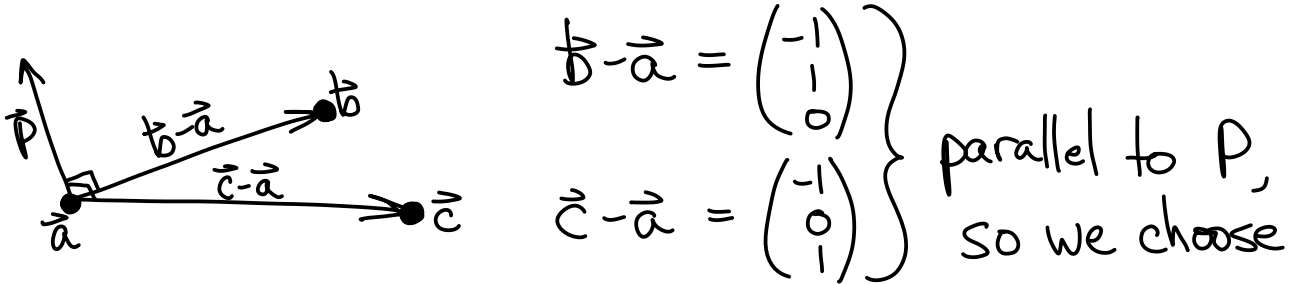 b⃗ - a⃗ = (-1 1 0)
p⃗
b⃗ - a⃗
b⃗
c⃗ - a⃗
a⃗
c⃗
c⃗ - a⃗ = (-1 0 1)
parallel to P,
so we choose